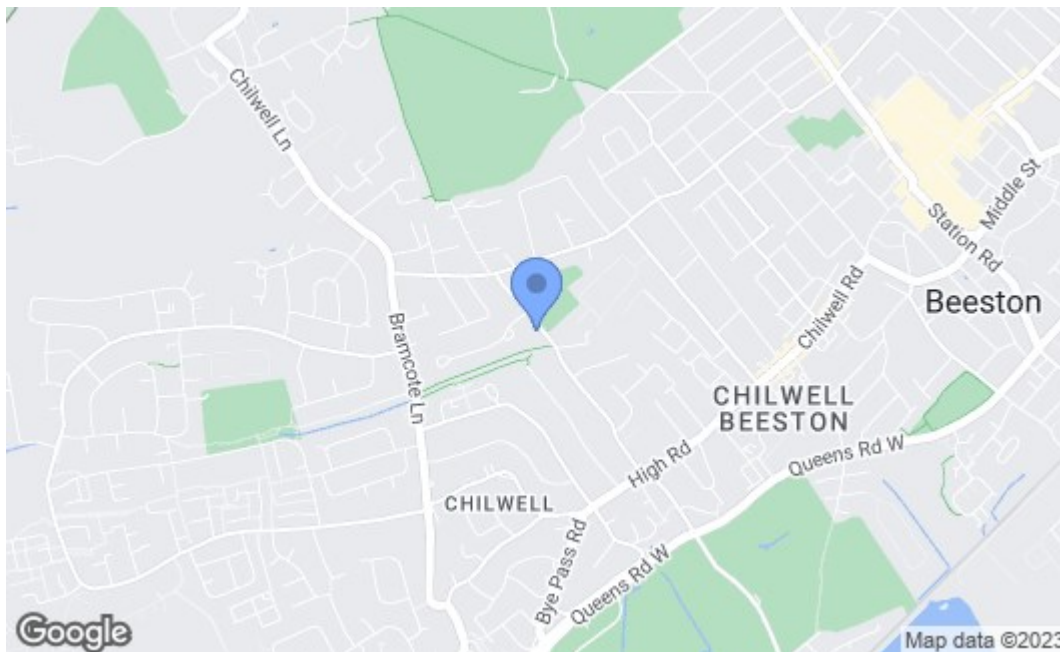 Chilwell Ln
Middle St
Station Rd
Chilwell Rd
Beeston
Bramcote Ln
CHILWELL
BEESTON
High Rd
Queens Rd W
CHILWELL
Bye Pass Rd
Queens Rd W
Google
Map data ©2023